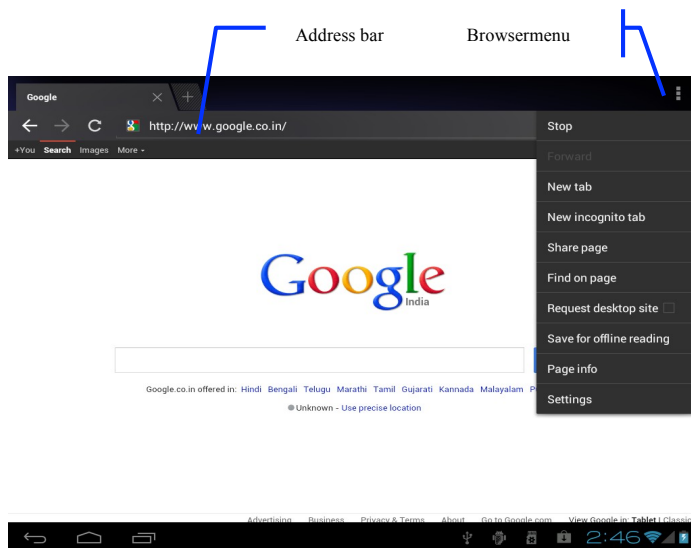 Address bar Browsermenu
Google
http://www.google.co.in/
+You Search Images More
Stop
Forward
New tab
New incognito tab
Share page
Find on page
Request desktop site
Save for offline reading
Page info
Settings
Google
India
Google.co.in offered in: Hindi Bengali Telugu Marathi Tamil Gujarati Kannada Malayalam
Unknown - Use precise location
Advertising Business Privacy & Terms About Go to Google.com View Google in: Tablet | Classic
2:46